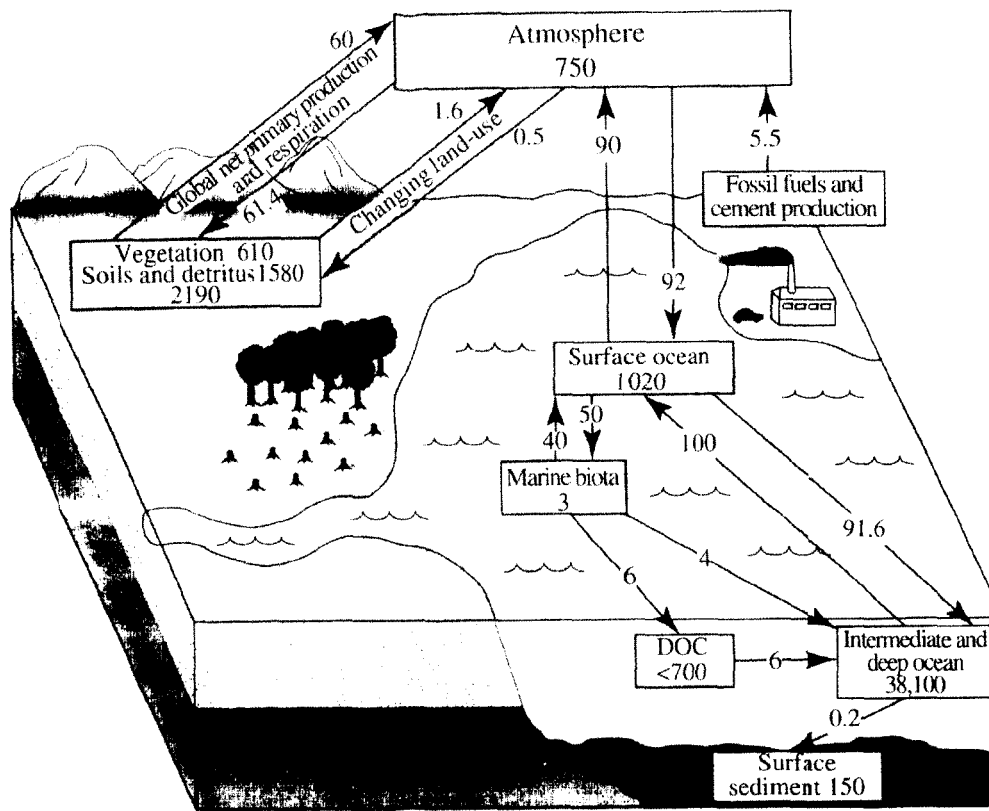 Atmosphere
750
60
Global net primary production
and respiration
61.4
1.6
Changing land-use
0.5
90
92
5.5
Fossil fuels and
cement production
Vegetation 610
Soils and detritus 1580
2190
Surface ocean
1020
50
40
100
Marine biota
3
91.6
4
6
DOC
<700
6
Intermediate and
deep ocean
38,100
0.2
Surface
sediment 150